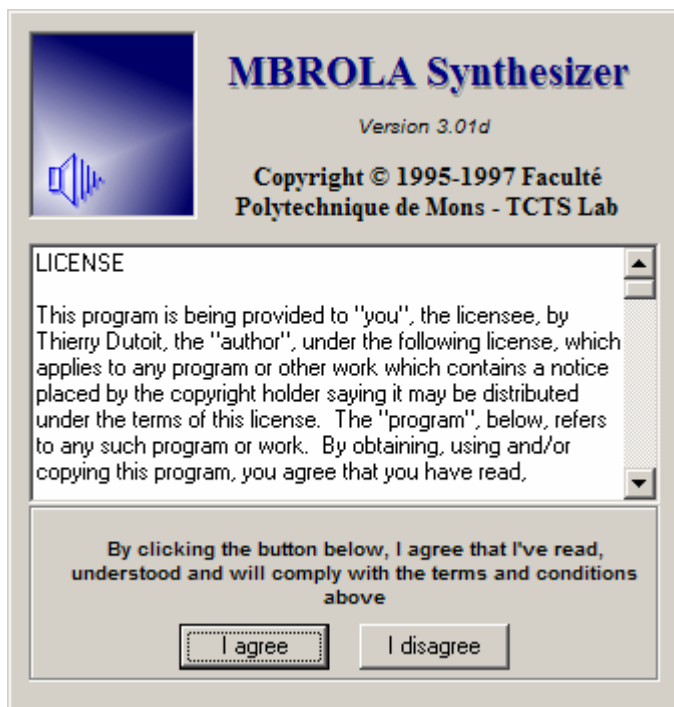 MBROLA Synthesizer
Version 3.01d
Copyright © 1995-1997 Faculté
Polytechnique de Mons - TCTS Lab
LICENSE
This program is being provided to "you", the licensee, by
Thierry Dutoit, the "author", under the following license, which
applies to any program or other work which contains a notice
placed by the copyright holder saying it may be distributed
under the terms of this license.  The "program", below, refers
to any such program or work.  By obtaining, using and/or
copying this program, you agree that you have read,
By clicking the button below, I agree that I've read,
understood and will comply with the terms and conditions
above
I agree
I disagree